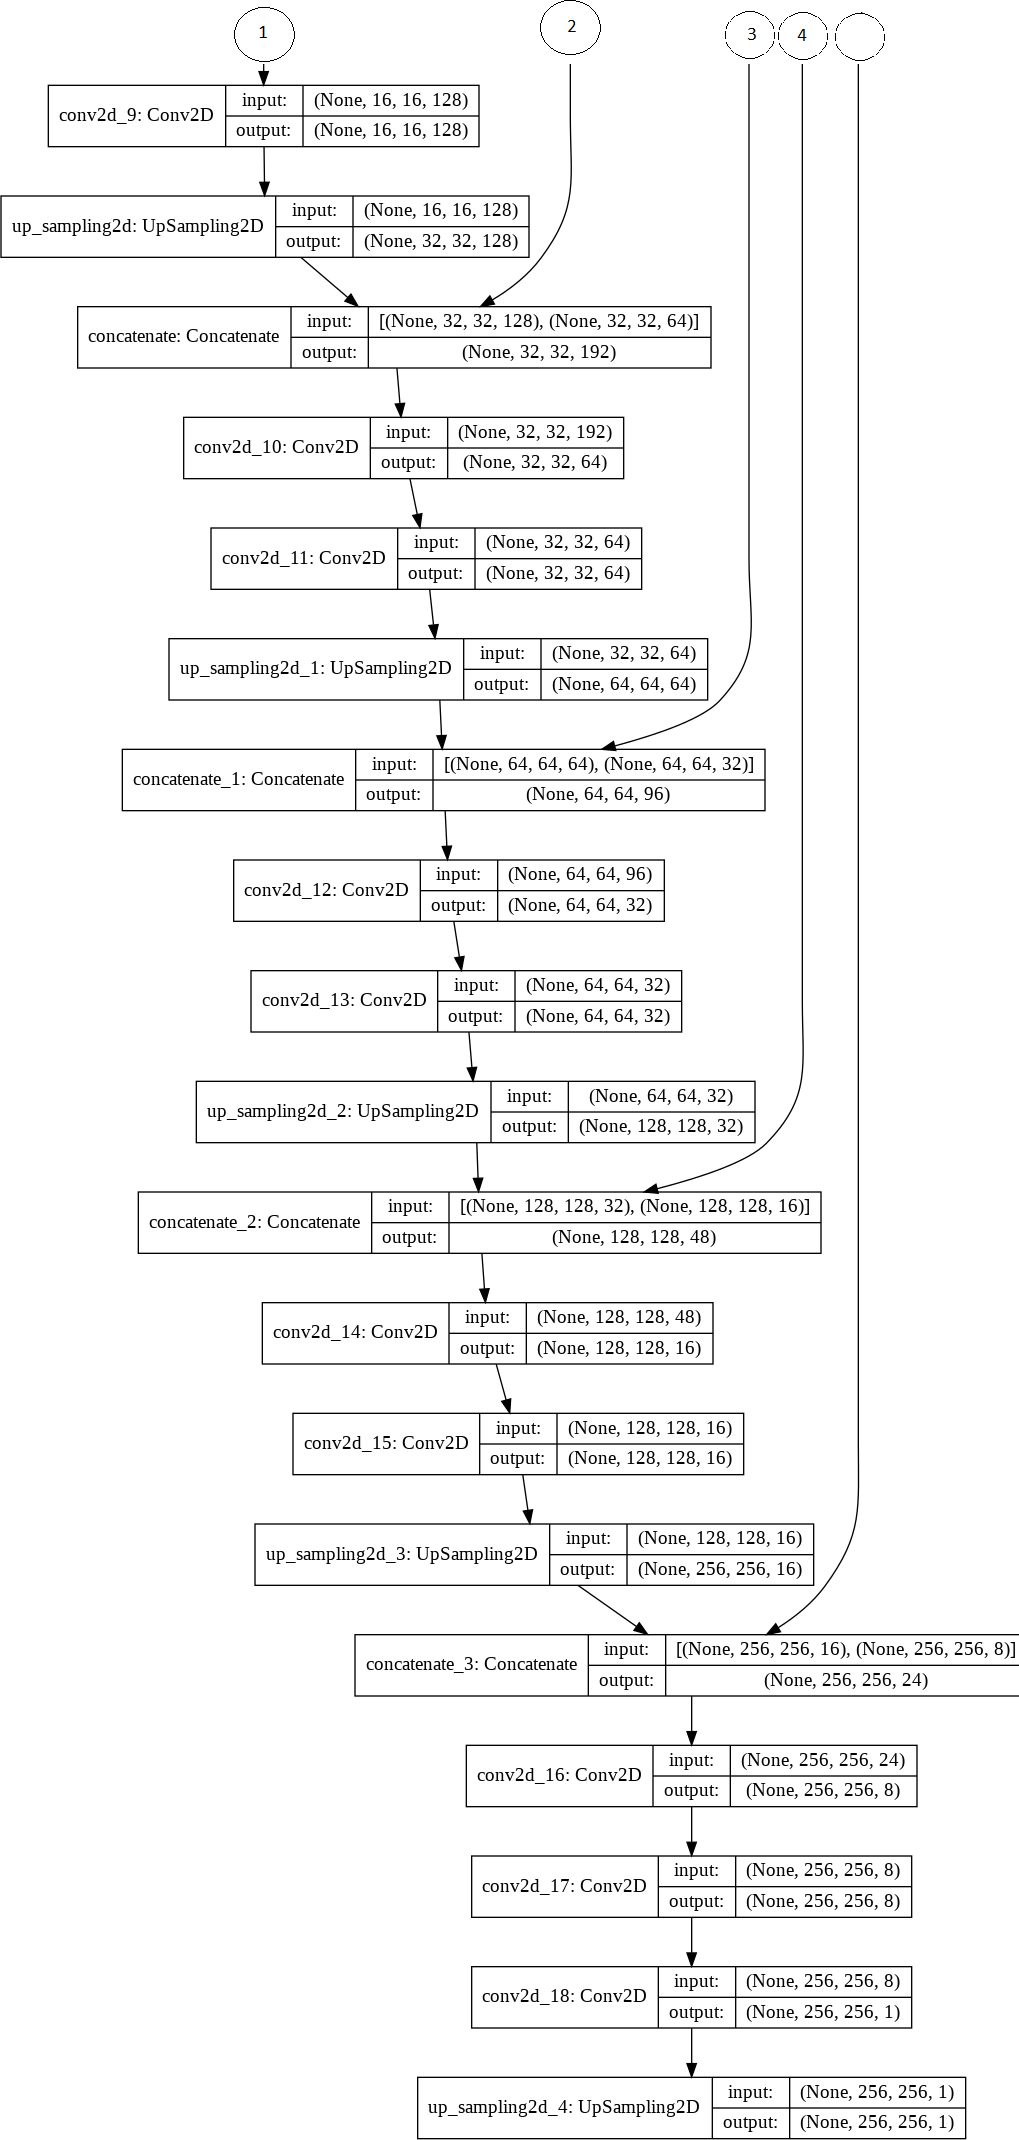 1
2
3
4
conv2d_9: Conv2D
input:
(None, 16, 16, 128)
output:
(None, 16, 16, 128)
up_sampling2d: UpSampling2D
input:
(None, 16, 16, 128)
output:
(None, 32, 32, 128)
concatenate: Concatenate
input:
[(None, 32, 32, 128), (None, 32, 32, 64)]
output:
(None, 32, 32, 192)
conv2d_10: Conv2D
input:
(None, 32, 32, 192)
output:
(None, 32, 32, 64)
conv2d_11: Conv2D
input:
(None, 32, 32, 64)
output:
(None, 32, 32, 64)
up_sampling2d_1: UpSampling2D
input:
(None, 32, 32, 64)
output:
(None, 64, 64, 64)
concatenate_1: Concatenate
input:
[(None, 64, 64, 64), (None, 64, 64, 32)]
output:
(None, 64, 64, 96)
conv2d_12: Conv2D
input:
(None, 64, 64, 96)
output:
(None, 64, 64, 32)
conv2d_13: Conv2D
input:
(None, 64, 64, 32)
output:
(None, 64, 64, 32)
up_sampling2d_2: UpSampling2D
input:
(None, 64, 64, 32)
output:
(None, 128, 128, 32)
concatenate_2: Concatenate
input:
[(None, 128, 128, 32), (None, 128, 128, 16)]
output:
(None, 128, 128, 48)
conv2d_14: Conv2D
input:
(None, 128, 128, 48)
output:
(None, 128, 128, 16)
conv2d_15: Conv2D
input:
(None, 128, 128, 16)
output:
(None, 128, 128, 16)
up_sampling2d_3: UpSampling2D
input:
(None, 128, 128, 16)
output:
(None, 256, 256, 16)
concatenate_3: Concatenate
input:
[(None, 256, 256, 16), (None, 256, 256, 8)]
output:
(None, 256, 256, 24)
conv2d_16: Conv2D
input:
(None, 256, 256, 24)
output:
(None, 256, 256, 8)
conv2d_17: Conv2D
input:
(None, 256, 256, 8)
output:
(None, 256, 256, 8)
conv2d_18: Conv2D
input:
(None, 256, 256, 8)
output:
(None, 256, 256, 1)
up_sampling2d_4: UpSampling2D
input:
(None, 256, 256, 1)
output:
(None, 256, 256, 1)